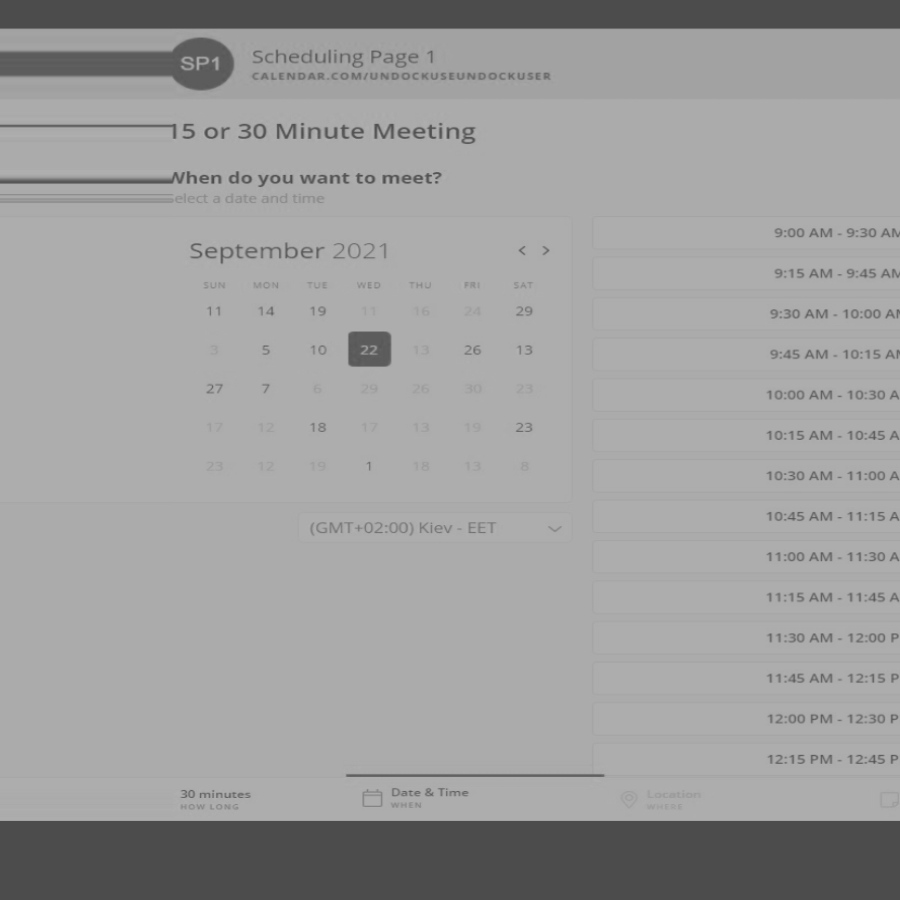 SP1
Scheduling Page 1
CALENDAR.COM/UNDOCKUSEUNDOCKUSER
15 or 30 Minute Meeting
When do you want to meet?
elect a date and time
September 2021
< >
SUN MON TUE WED THU FRI SAT
11 14 19 11 16 24 29
3 5 10 22 13 26 13
27 7 6 29 26 30 23
17 12 18 17 13 19 23
23 12 19 1 18 13 8
(GMT+02:00) Kiev - EET
9:00 AM - 9:30 AM
9:15 AM - 9:45 AM
9:30 AM - 10:00 AM
9:45 AM - 10:15 AM
10:00 AM - 10:30 A
10:15 AM - 10:45 A
10:30 AM - 11:00 A
10:45 AM - 11:15 A
11:00 AM - 11:30 A
11:15 AM - 11:45 A
11:30 AM - 12:00 P
11:45 AM - 12:15 P
12:00 PM - 12:30 P
12:15 PM - 12:45 P
30 minutes
HOW LONG
Date & Time
WHEN
Location
WHERE